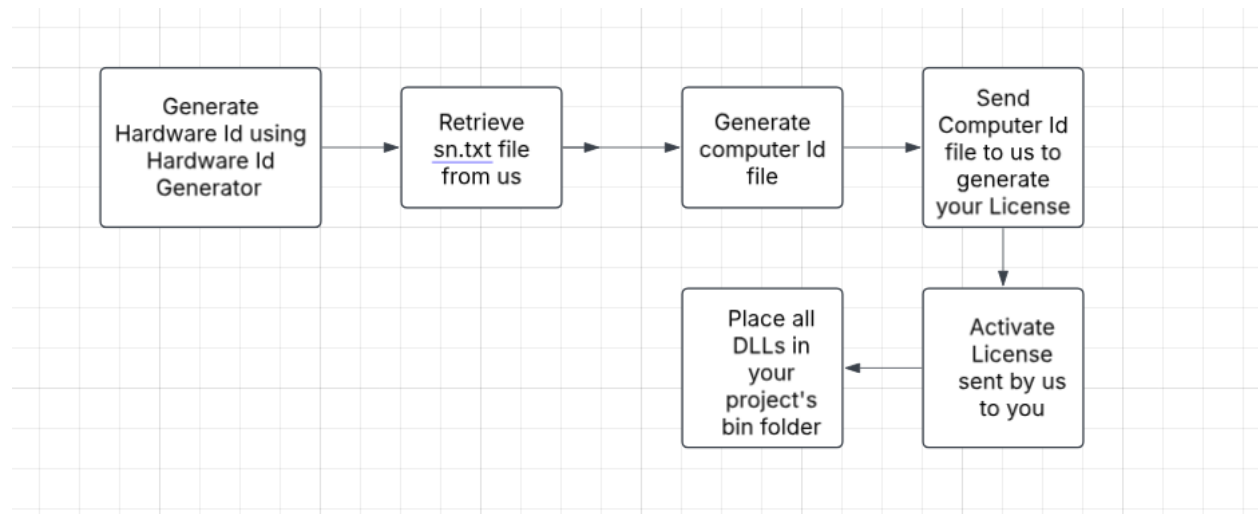 Generate
Hardware Id using
Hardware Id
Generator
Retrieve
sn.txt file
from us
Generate
computer Id
file
Send
Computer Id
file to us to
generate
your License
Activate
License
sent by us
to you
Place all
DLLs in
your
project's
bin folder